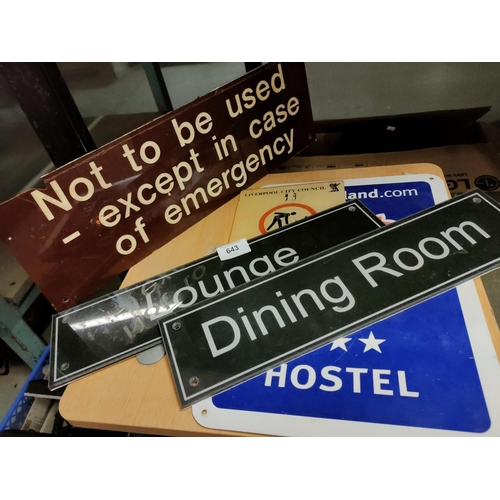 Not to be used
- except in case
of emergency
LIVERPOOL CITY COUNCIL
land.com
643
Lounge
Dining Room
HOSTEL
LG